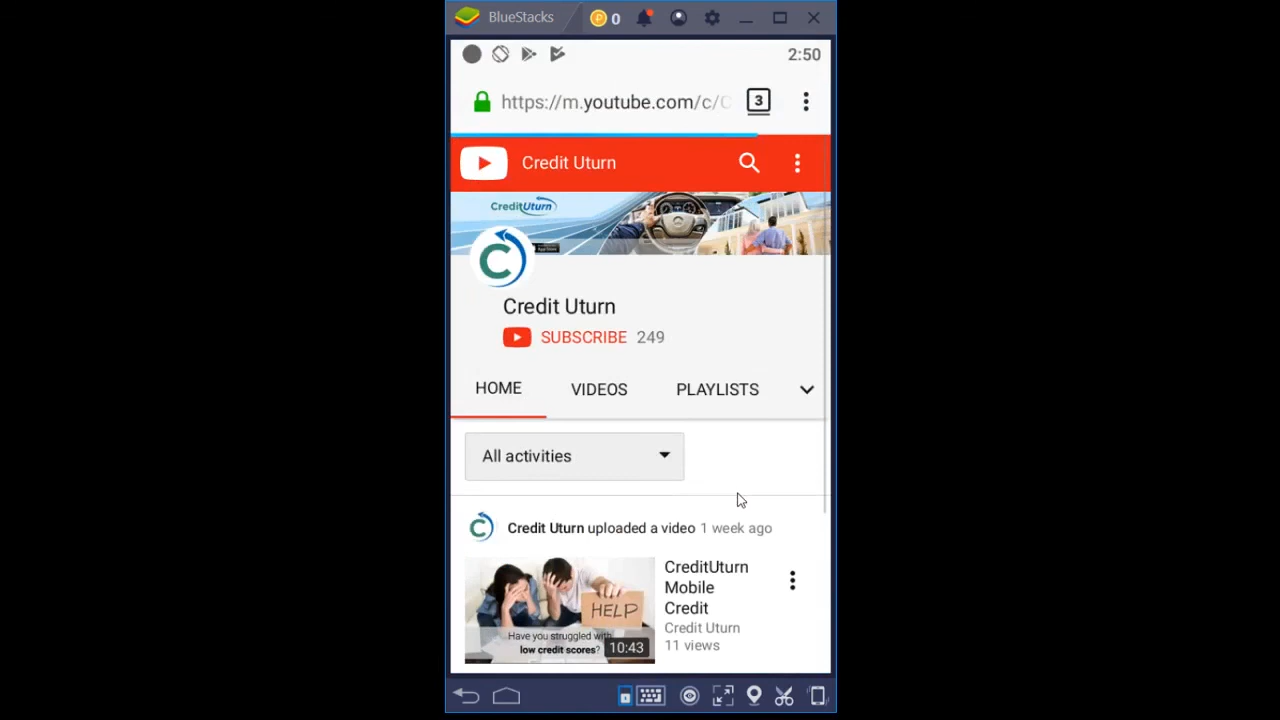 BlueStacks
0
2:50
https://m.youtube.com/c/C
3
Credit Uturn
CreditUturn
Credit Uturn
SUBSCRIBE 249
HOME
VIDEOS
PLAYLISTS
All activities
Credit Uturn uploaded a video 1 week ago
CreditUturn
Mobile
Credit
Credit Uturn
11 views
HELP
Have you struggled with
low credit scores?
10:43